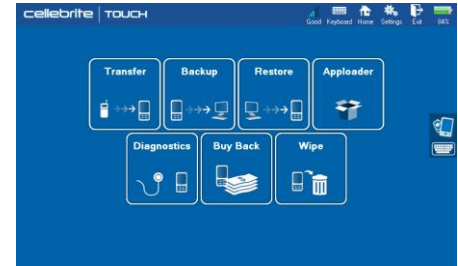 cellebrite TOUCH
Good Keyboard Home Settings Exit 84%
Transfer Backup Restore Apploader
Diagnostics Buy Back Wipe